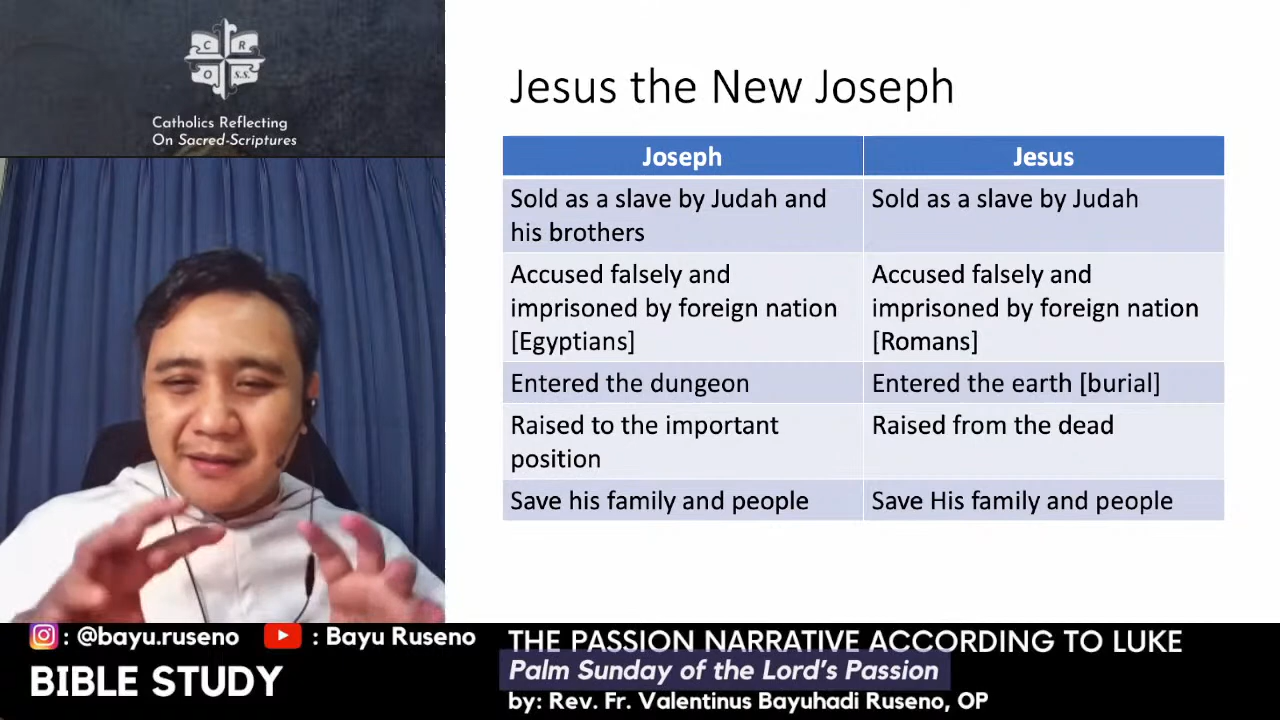 C R
O S.S.
Catholics Reflecting
On Sacred-Scriptures
Jesus the New Joseph
Joseph
Jesus
Sold as a slave by Judah and
his brothers
Sold as a slave by Judah
Accused falsely and
imprisoned by foreign nation
[Egyptians]
Accused falsely and
imprisoned by foreign nation
[Romans]
Entered the dungeon
Entered the earth [burial]
Raised to the important
position
Raised from the dead
Save his family and people
Save His family and people
: @bayu.ruseno
: Bayu Ruseno
BIBLE STUDY
THE PASSION NARRATIVE ACCORDING TO LUKE
Palm Sunday of the Lord's Passion
by: Rev. Fr. Valentinus Bayuhadi Ruseno, OP